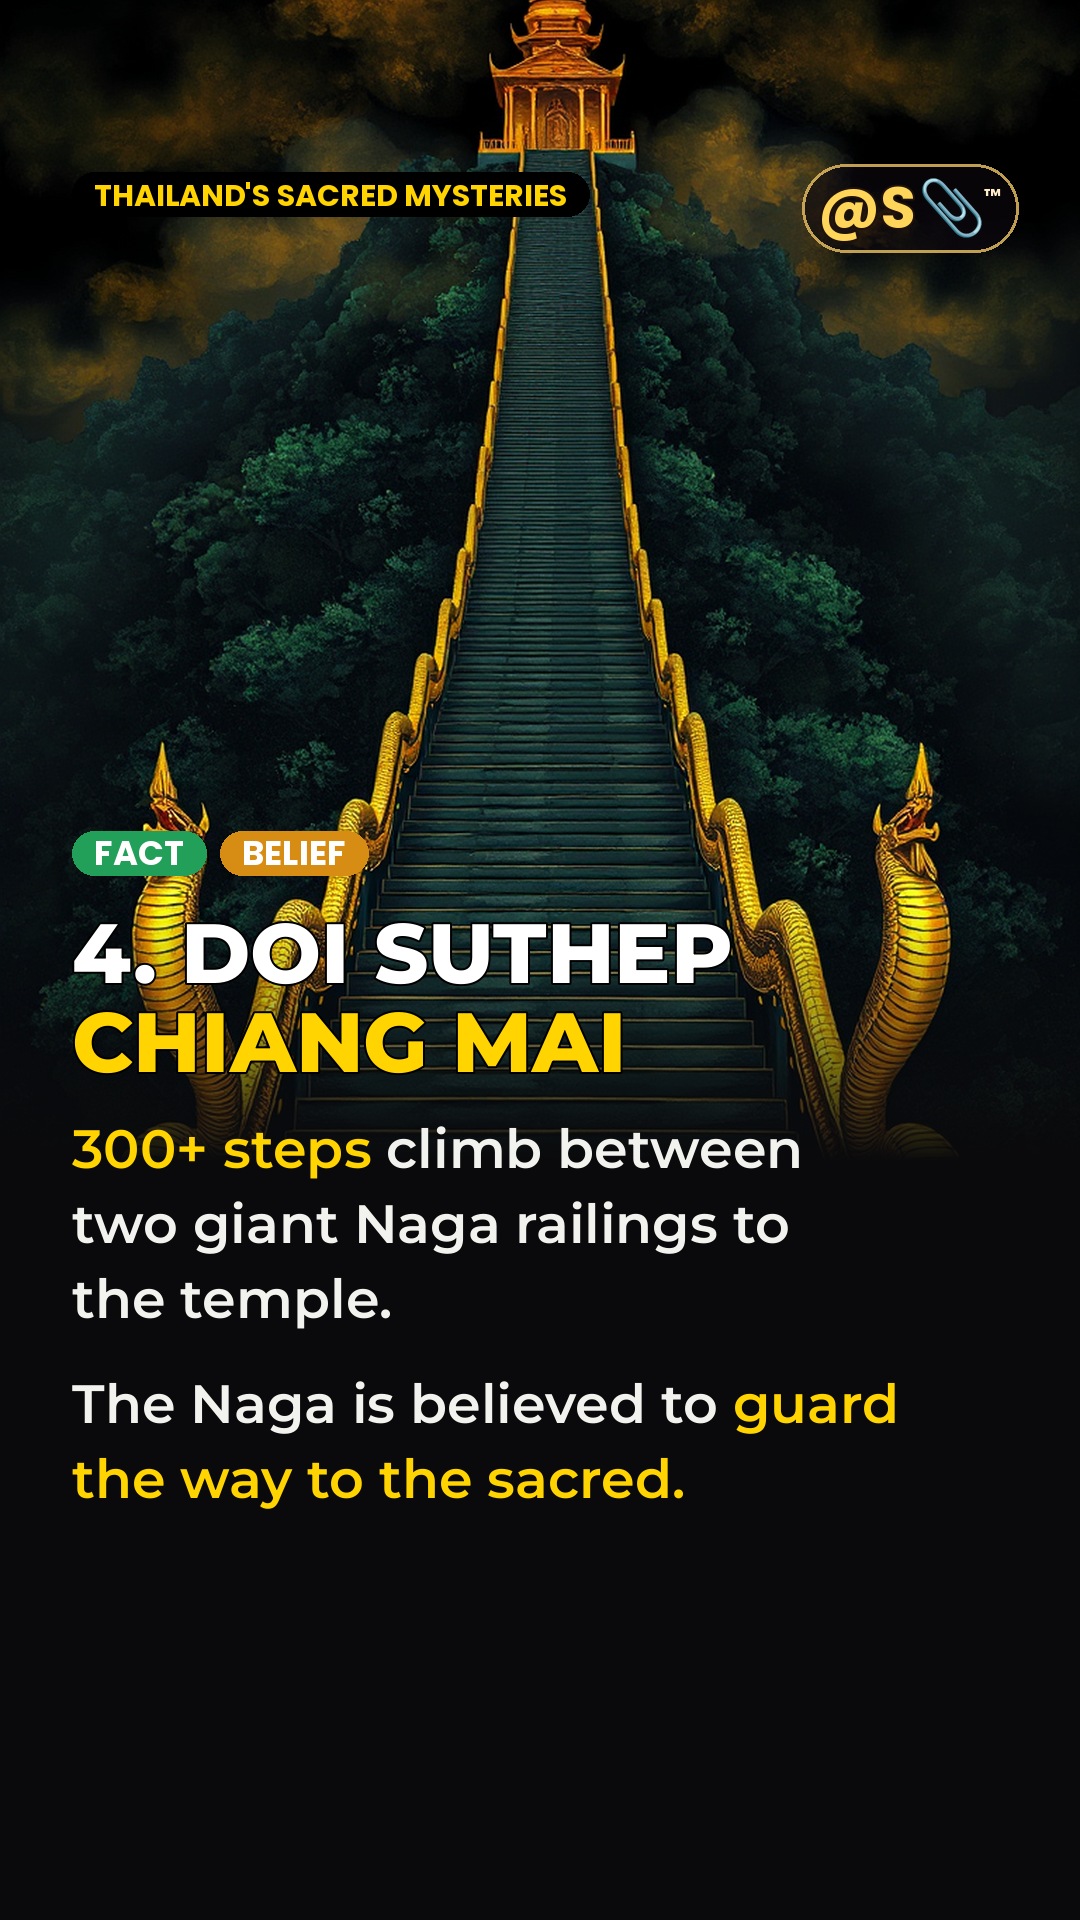 THAILAND'S SACRED MYSTERIES
@S📎™
FACT BELIEF
4. DOI SUTHEP
CHIANG MAI
300+ steps climb between
two giant Naga railings to
the temple.
The Naga is believed to guard
the way to the sacred.